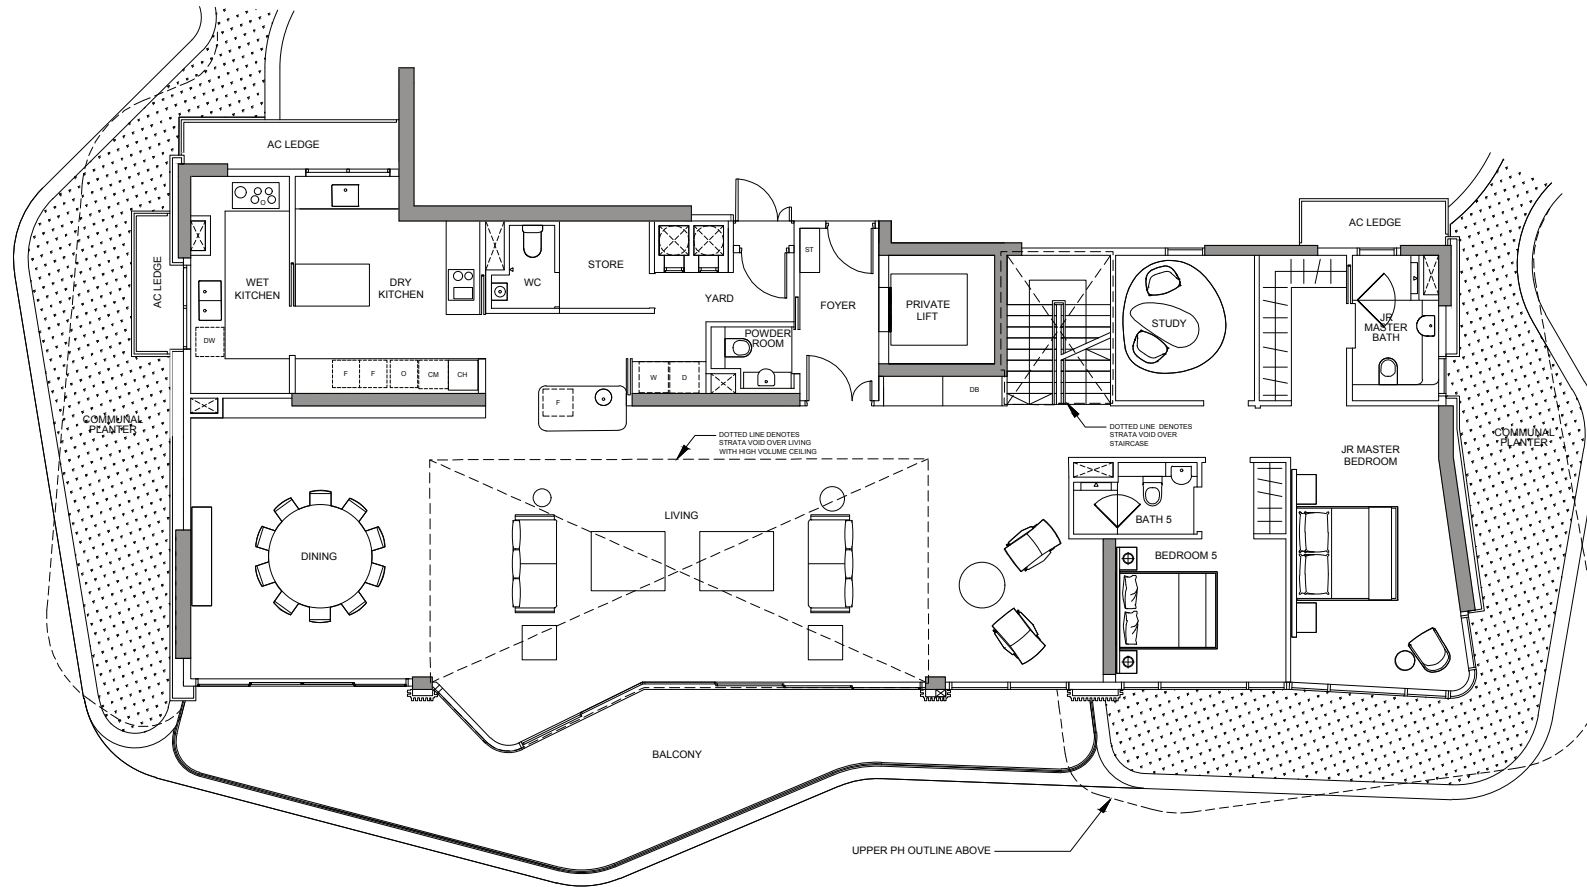 AC LEDGE
AC LEDGE
AC LEDGE
WET
KITCHEN
DRY
KITCHEN
WC
STORE
YARD
ST
FOYER
PRIVATE
LIFT
STUDY
JR
MASTER
BATH
POWDER
ROOM
DW
F
F
O
CM
CH
W
D
DB
F
COMMUNAL
PLANTER
DOTTED LINE DENOTES
STRATA VOID OVER LIVING
WITH HIGH VOLUME CEILING
DOTTED LINE DENOTES
STRATA VOID OVER
STAIRCASE
JR MASTER
BEDROOM
COMMUNAL
PLANTER
LIVING
BATH 5
DINING
BEDROOM 5
BALCONY
UPPER PH OUTLINE ABOVE